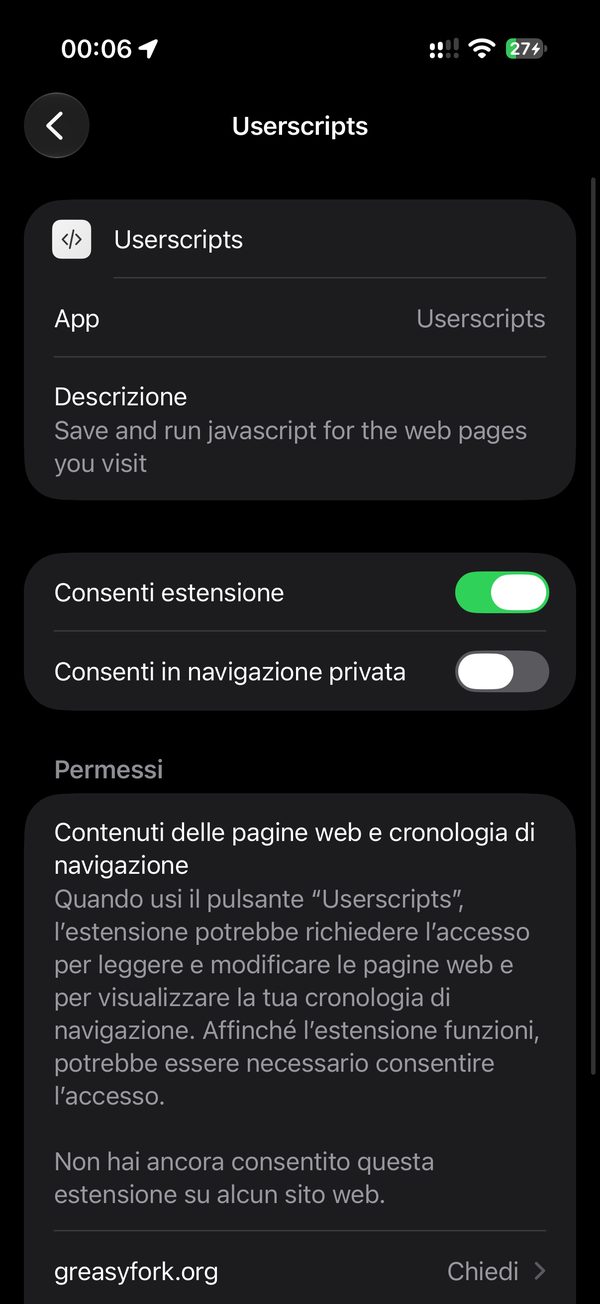 00:06
27
Userscripts
</> Userscripts
App Userscripts
Descrizione
Save and run javascript for the web pages
you visit
Consenti estensione
Consenti in navigazione privata
Permessi
Contenuti delle pagine web e cronologia di
navigazione
Quando usi il pulsante “Userscripts”,
l’estensione potrebbe richiedere l’accesso
per leggere e modificare le pagine web e
per visualizzare la tua cronologia di
navigazione. Affinché l’estensione funzioni,
potrebbe essere necessario consentire
l’accesso.
Non hai ancora consentito questa
estensione su alcun sito web.
greasyfork.org Chiedi